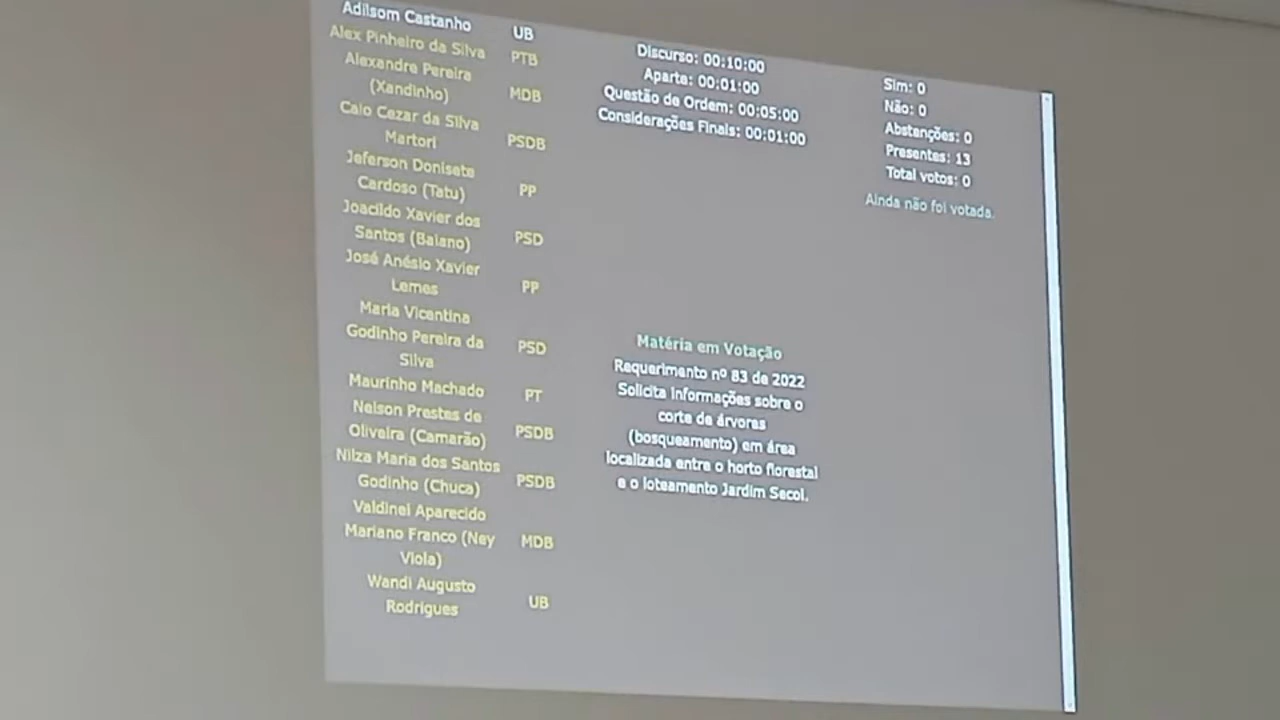 Adilsom Castanho UB
Alex Pinheiro da Silva PTB
Alexandre Pereira
(Xandinho) MDB
Caio Cezar da Silva
Martori PSDB
Jeferson Donisete
Cardoso (Tatu) PP
Joacildo Xavier dos
Santos (Baiano) PSD
José Anésio Xavier
Lemes PP
Maria Vicentina
Godinho Pereira da
Silva PSD
Maurinho Machado PT
Nelson Prestes de
Oliveira (Camarão) PSDB
Nilza Maria dos Santos
Godinho (Chuca) PSDB
Valdinei Aparecido
Mariano Franco (Ney
Viola) MDB
Wandi Augusto
Rodrigues UB
Discurso: 00:10:00
Aparte: 00:01:00
Questão de Ordem: 00:05:00
Considerações Finais: 00:01:00
Matéria em Votação
Requerimento nº 83 de 2022
Solicita informações sobre o
corte de árvores
(bosqueamento) em área
localizada entre o horto florestal
e o loteamento Jardim Secol.
Sim: 0
Não: 0
Abstenções: 0
Presentes: 13
Total votos: 0
Ainda não foi votada.